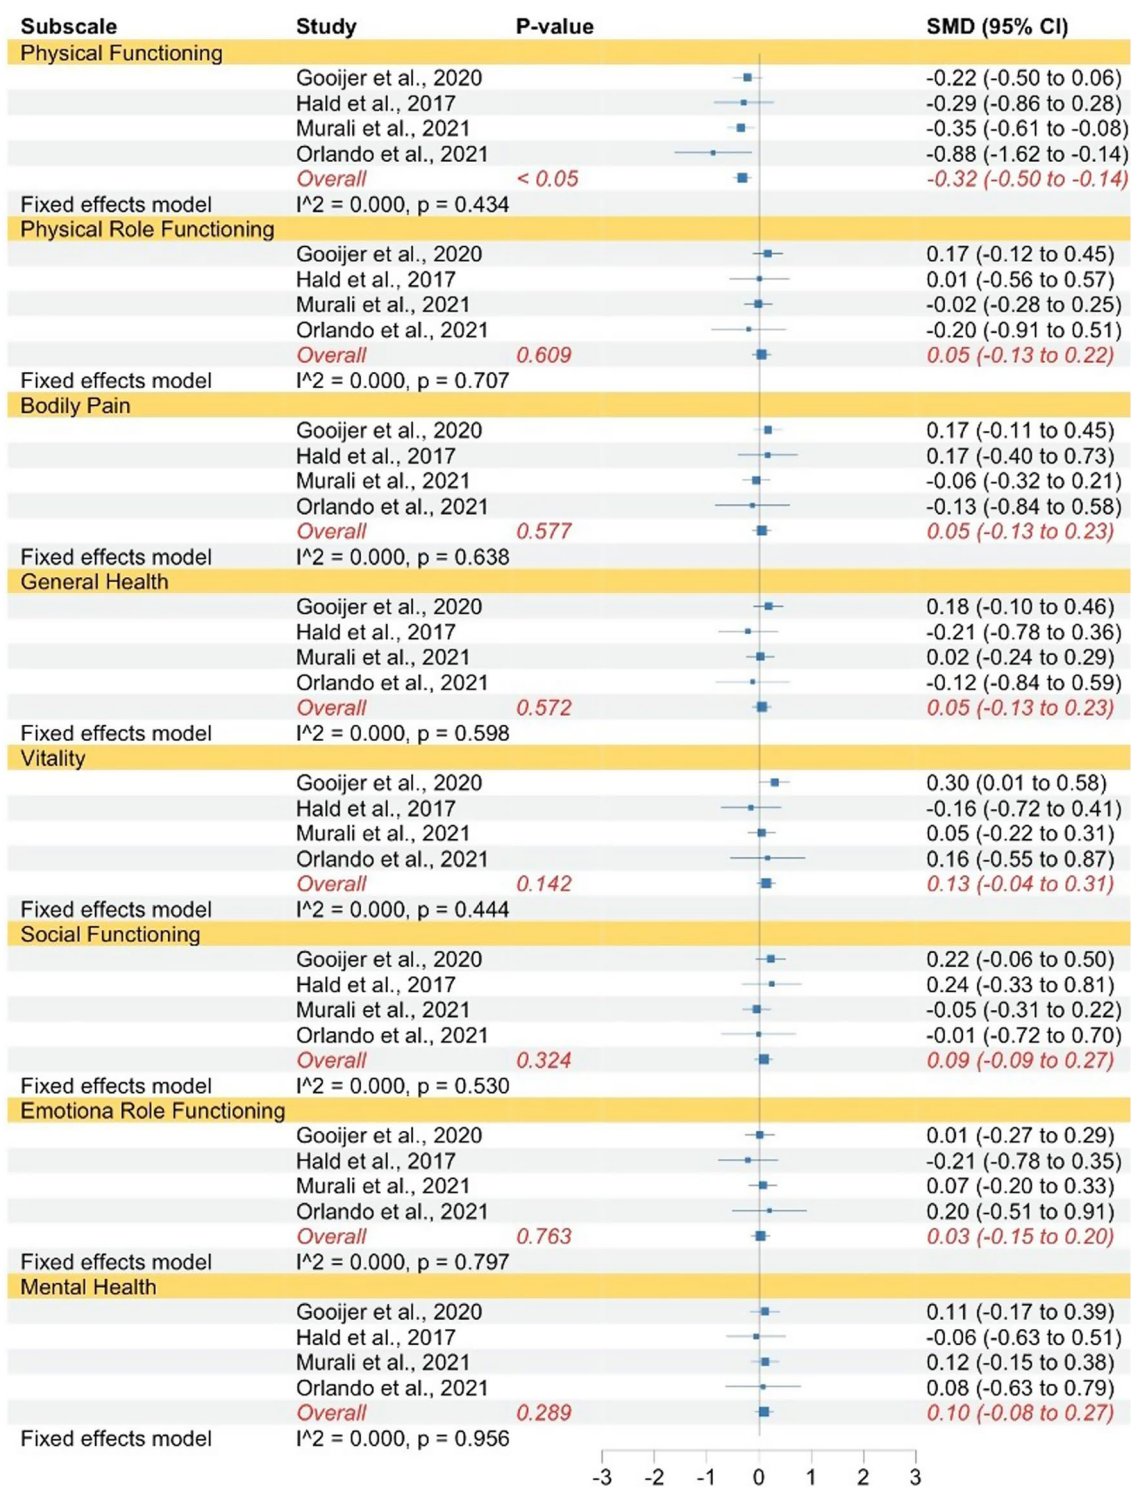 Subscale Study P-value SMD (95% CI)
Physical Functioning
Gooijer et al., 2020 -0.22 (-0.50 to 0.06)
Hald et al., 2017 -0.29 (-0.86 to 0.28)
Murali et al., 2021 -0.35 (-0.61 to -0.08)
Orlando et al., 2021 -0.88 (-1.62 to -0.14)
Overall < 0.05 -0.32 (-0.50 to -0.14)
Fixed effects model I^2 = 0.000, p = 0.434
Physical Role Functioning
Gooijer et al., 2020 0.17 (-0.12 to 0.45)
Hald et al., 2017 0.01 (-0.56 to 0.57)
Murali et al., 2021 -0.02 (-0.28 to 0.25)
Orlando et al., 2021 -0.20 (-0.91 to 0.51)
Overall 0.609 0.05 (-0.13 to 0.22)
Fixed effects model I^2 = 0.000, p = 0.707
Bodily Pain
Gooijer et al., 2020 0.17 (-0.11 to 0.45)
Hald et al., 2017 0.17 (-0.40 to 0.73)
Murali et al., 2021 -0.06 (-0.32 to 0.21)
Orlando et al., 2021 -0.13 (-0.84 to 0.58)
Overall 0.577 0.05 (-0.13 to 0.23)
Fixed effects model I^2 = 0.000, p = 0.638
General Health
Gooijer et al., 2020 0.18 (-0.10 to 0.46)
Hald et al., 2017 -0.21 (-0.78 to 0.36)
Murali et al., 2021 0.02 (-0.24 to 0.29)
Orlando et al., 2021 -0.12 (-0.84 to 0.59)
Overall 0.572 0.05 (-0.13 to 0.23)
Fixed effects model I^2 = 0.000, p = 0.598
Vitality
Gooijer et al., 2020 0.30 (0.01 to 0.58)
Hald et al., 2017 -0.16 (-0.72 to 0.41)
Murali et al., 2021 0.05 (-0.22 to 0.31)
Orlando et al., 2021 0.16 (-0.55 to 0.87)
Overall 0.142 0.13 (-0.04 to 0.31)
Fixed effects model I^2 = 0.000, p = 0.444
Social Functioning
Gooijer et al., 2020 0.22 (-0.06 to 0.50)
Hald et al., 2017 0.24 (-0.33 to 0.81)
Murali et al., 2021 -0.05 (-0.31 to 0.22)
Orlando et al., 2021 -0.01 (-0.72 to 0.70)
Overall 0.324 0.09 (-0.09 to 0.27)
Fixed effects model I^2 = 0.000, p = 0.530
Emotiona Role Functioning
Gooijer et al., 2020 0.01 (-0.27 to 0.29)
Hald et al., 2017 -0.21 (-0.78 to 0.35)
Murali et al., 2021 0.07 (-0.20 to 0.33)
Orlando et al., 2021 0.20 (-0.51 to 0.91)
Overall 0.763 0.03 (-0.15 to 0.20)
Fixed effects model I^2 = 0.000, p = 0.797
Mental Health
Gooijer et al., 2020 0.11 (-0.17 to 0.39)
Hald et al., 2017 -0.06 (-0.63 to 0.51)
Murali et al., 2021 0.12 (-0.15 to 0.38)
Orlando et al., 2021 0.08 (-0.63 to 0.79)
Overall 0.289 0.10 (-0.08 to 0.27)
Fixed effects model I^2 = 0.000, p = 0.956
-3 -2 -1 0 1 2 3